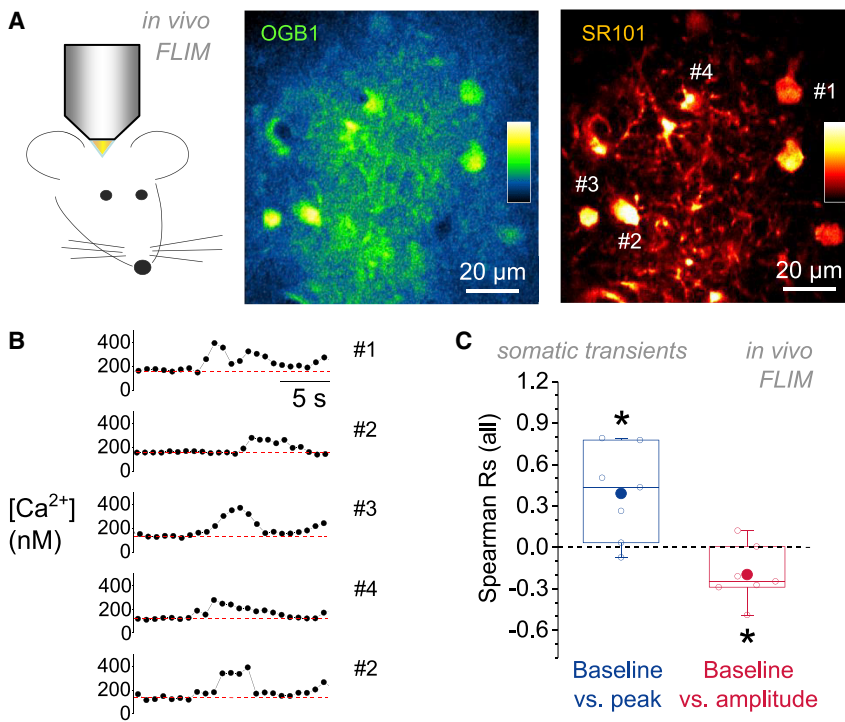 A
in vivo
FLIM
OGB1
20 µm
SR101
#4
#1
#3
#2
20 µm
B
400
200
0
#1
5 s
400
200
0
#2
[Ca2+]
(nM)
400
200
0
#3
400
200
0
#4
400
200
0
#2
C
somatic transients
in vivo
FLIM
Spearman Rs (all)
1.2
0.9
0.6
0.3
0.0
-0.3
-0.6
*
*
Baseline
vs. peak
Baseline
vs. amplitude